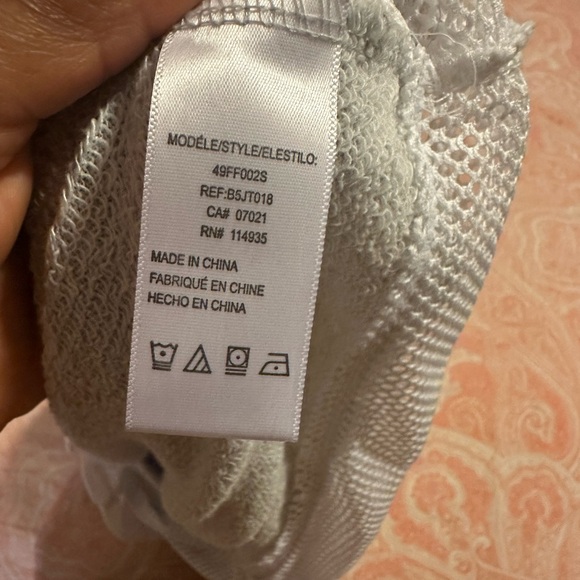 MODÉLE/STYLE/ELESTILO:
49FF002S
REF:B5JT018
CA# 07021
RN# 114935
MADE IN CHINA
FABRIQUÉ EN CHINE
HECHO EN CHINA